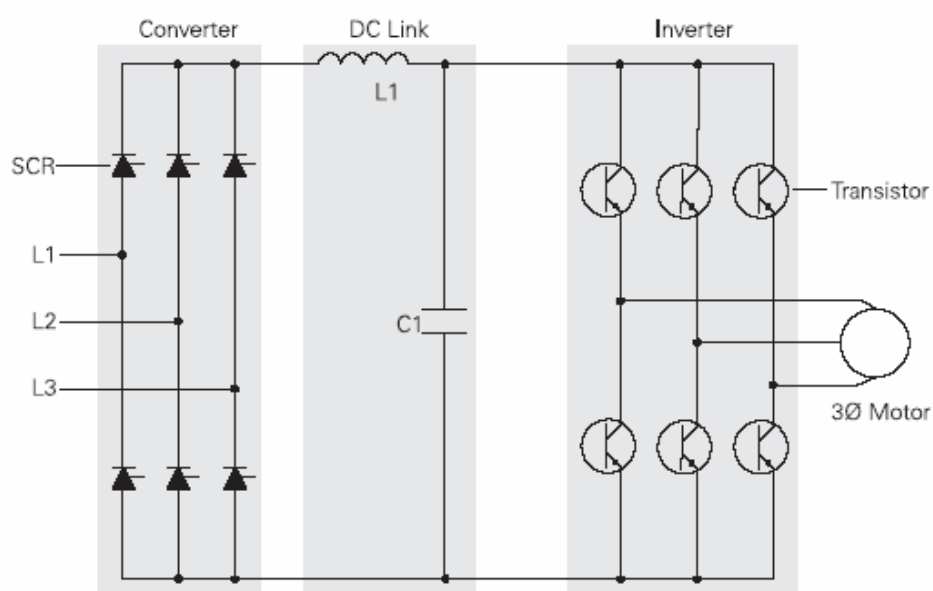 Converter
DC Link
Inverter
L1
SCR
Transistor
L1
L2
C1
L3
3Ø Motor